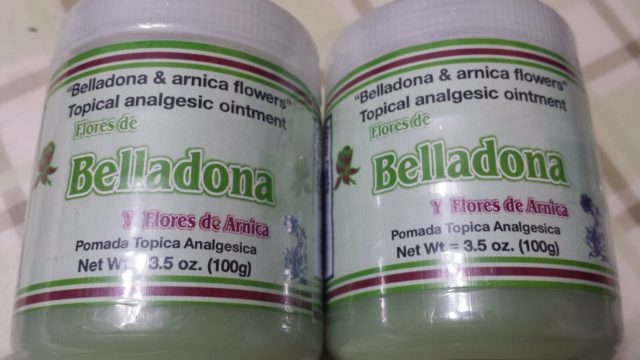 "Belladona & arnica flowers"
Topical analgesic ointment
Flores de
Belladona
Y Flores de Arnica
Pomada Topica Analgesica
Net Wt = 3.5 oz. (100g)
"Belladona & arnica flowers"
Topical analgesic ointment
Flores de
Belladona
Y Flores de Arnica
Pomada Topica Analgesica
Net Wt = 3.5 oz. (100g)